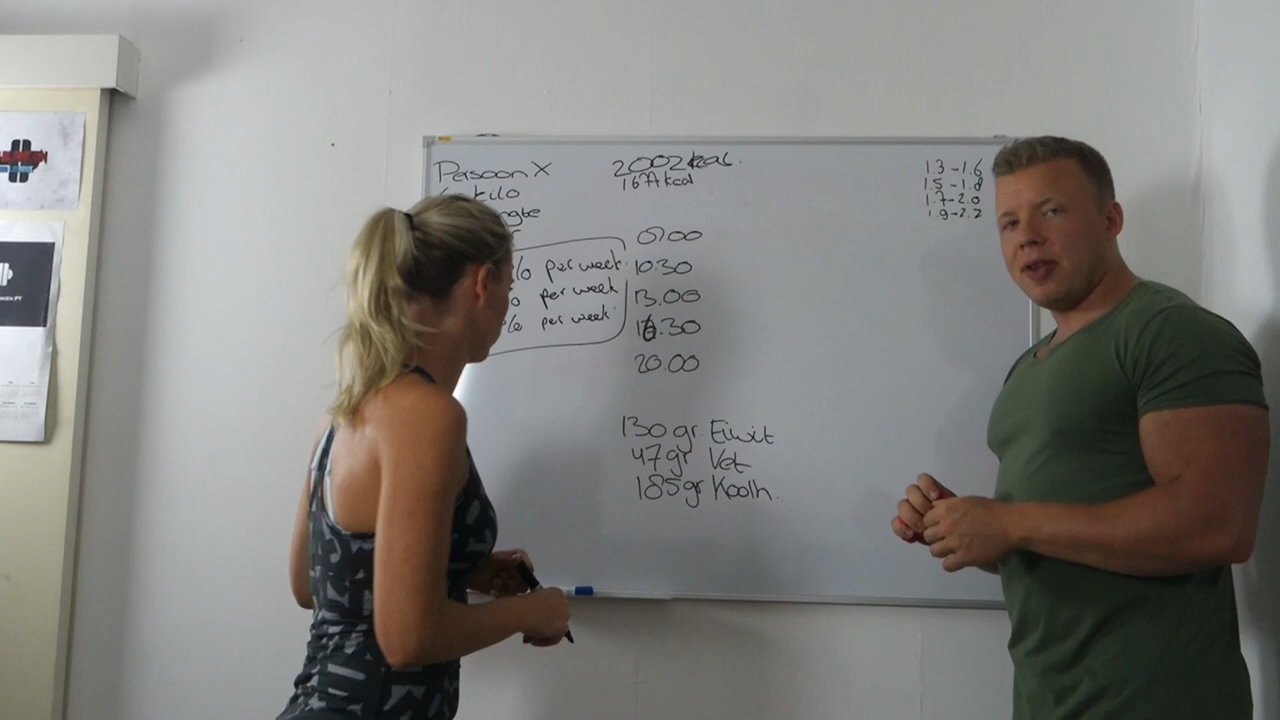 Persoon X
kilo
per week
per week
per week
2002 kcal.
1677 kcal
07.00
10:30
13.00
16.30
20.00
130 gr. Eiwit
47 gr Vet
185 gr Koolh.
1.3 - 1.6
1.5 - 1.8
1.7 - 2.0
1.9 - 2.2